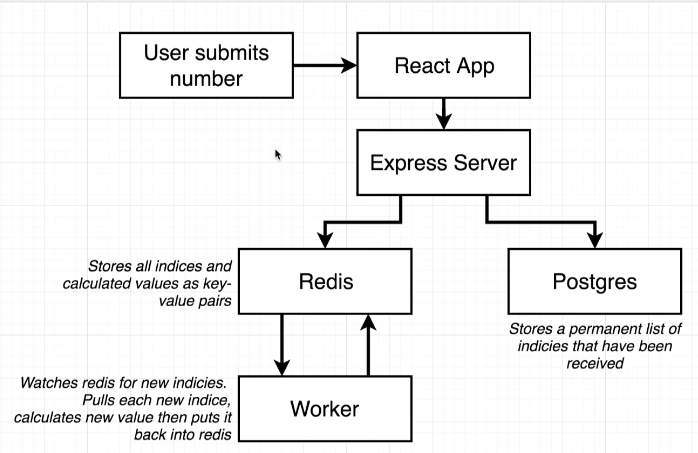 User submits
number
React App
Express Server
Stores all indices and
calculated values as key-
value pairs
Redis
Postgres
Stores a permanent list of
indicies that have been
received
Watches redis for new indicies.
Pulls each new indice,
calculates new value then puts it
back into redis
Worker